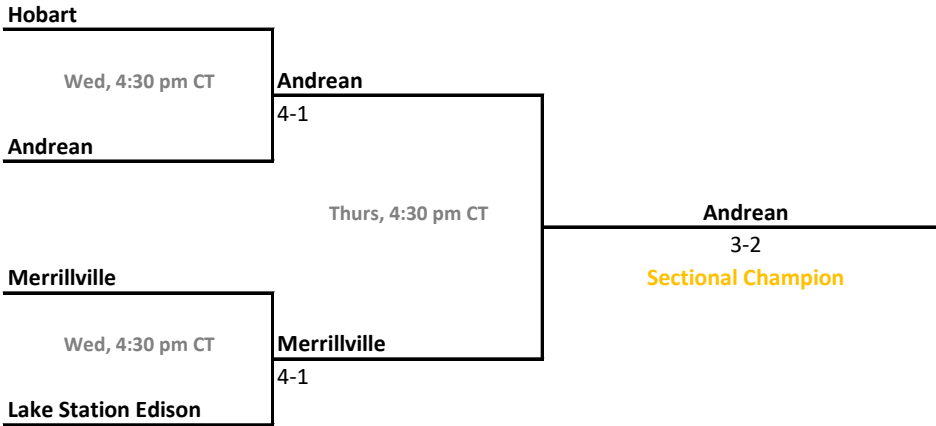 Hobart
Wed, 4:30 pm CT
Andrean
4-1
Andrean
Thurs, 4:30 pm CT
Andrean
3-2
Sectional Champion
Merrillville
Wed, 4:30 pm CT
Merrillville
4-1
Lake Station Edison